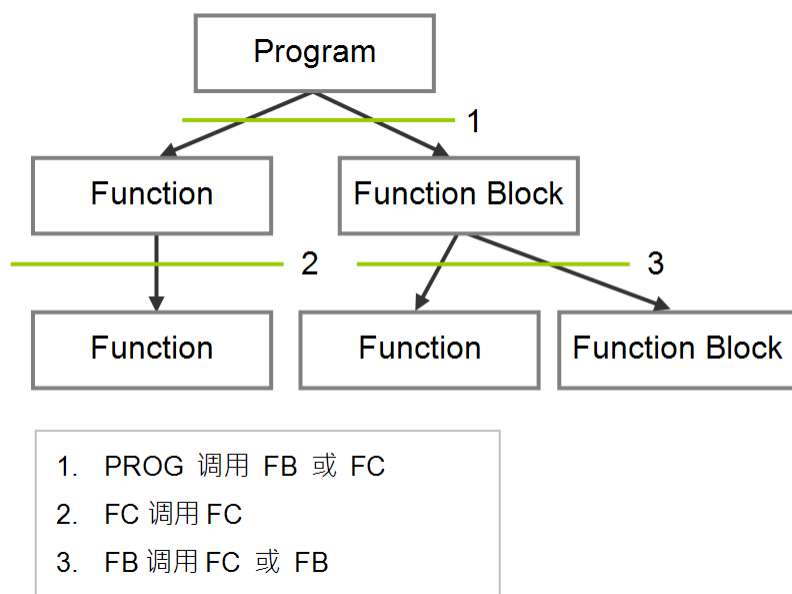 Program
1
Function
Function Block
2
3
Function
Function
Function Block
1. PROG 调用 FB 或 FC
2. FC 调用 FC
3. FB 调用 FC 或 FB